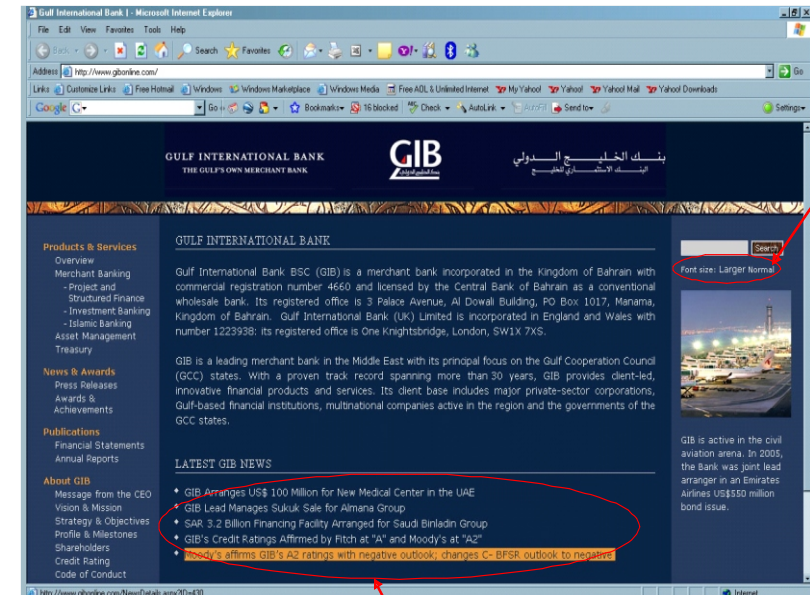 Gulf International Bank | - Microsoft Internet Explorer
File Edit View Favorites Tools Help
Back Search Favorites
Address http://www.gibonline.com/ Go
Links Customize Links Free Hotmail Windows Windows Marketplace Windows Media Free AOL & Unlimited Internet My Yahoo! Yahoo! Yahoo! Mail Yahoo! Downloads
Google G Go Bookmarks 16 blocked Check AutoLink AutoFill Send to Settings
GULF INTERNATIONAL BANK
THE GULF'S OWN MERCHANT BANK
GIB
بنك الخليج الدولي
البنك الاستثماري للخليج
Products & Services
Overview
Merchant Banking
- Project and
Structured Finance
- Investment Banking
- Islamic Banking
Asset Management
Treasury
News & Awards
Press Releases
Awards &
Achievements
Publications
Financial Statements
Annual Reports
About GIB
Message from the CEO
Vision & Mission
Strategy & Objectives
Profile & Milestones
Shareholders
Credit Rating
Code of Conduct
GULF INTERNATIONAL BANK
Gulf International Bank BSC (GIB) is a merchant bank incorporated in the Kingdom of Bahrain with
commercial registration number 4660 and licensed by the Central Bank of Bahrain as a conventional
wholesale bank. Its registered office is 3 Palace Avenue, Al Dowali Building, PO Box 1017, Manama,
Kingdom of Bahrain. Gulf International Bank (UK) Limited is incorporated in England and Wales with
number 1223938: its registered office is One Knightsbridge, London, SW1X 7XS.
GIB is a leading merchant bank in the Middle East with its principal focus on the Gulf Cooperation Council
(GCC) states. With a proven track record spanning more than 30 years, GIB provides client-led,
innovative financial products and services. Its client base includes major private-sector corporations,
Gulf-based financial institutions, multinational companies active in the region and the governments of the
GCC states.
LATEST GIB NEWS
GIB Arranges US$ 100 Million for New Medical Center in the UAE
GIB Lead Manages Sukuk Sale for Almana Group
SAR 3.2 Billion Financing Facility Arranged for Saudi Binladin Group
GIB's Credit Ratings Affirmed by Fitch at "A" and Moody's at "A2"
Moody's affirms GIB's A2 ratings with negative outlook; changes C- BFSR outlook to negative
Search
Font size: Larger Normal
GIB is active in the civil
aviation arena. In 2005,
the Bank was joint lead
arranger in an Emirates
Airlines US$550 million
bond issue.
http://www.gibonline.com/NewsDetails.aspx?ID=430 Internet